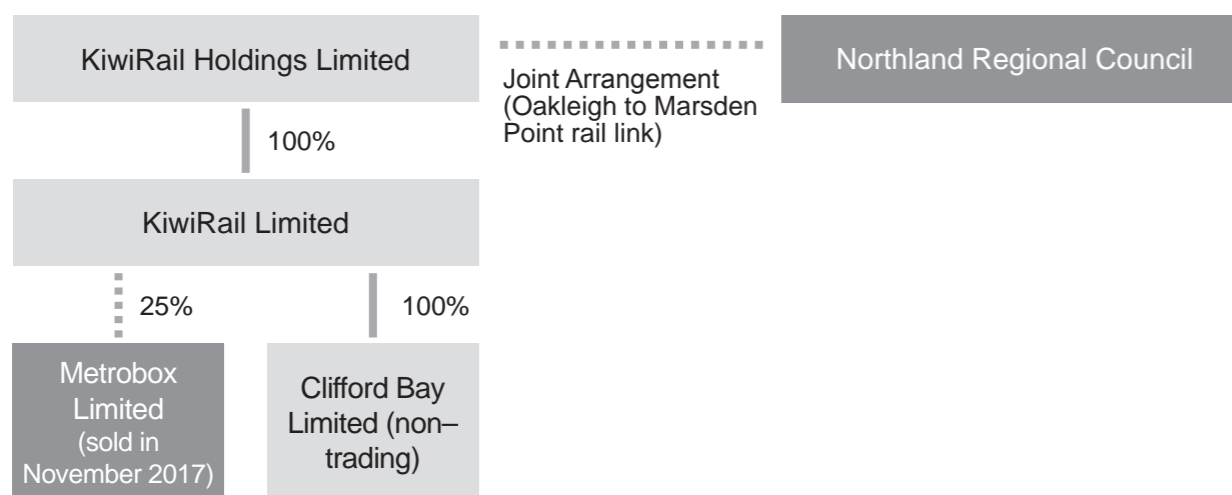 KiwiRail Holdings Limited
Joint Arrangement
(Oakleigh to Marsden
Point rail link)
Northland Regional Council
100%
KiwiRail Limited
25%
100%
Metrobox
Limited
(sold in
November 2017)
Clifford Bay
Limited (non–
trading)